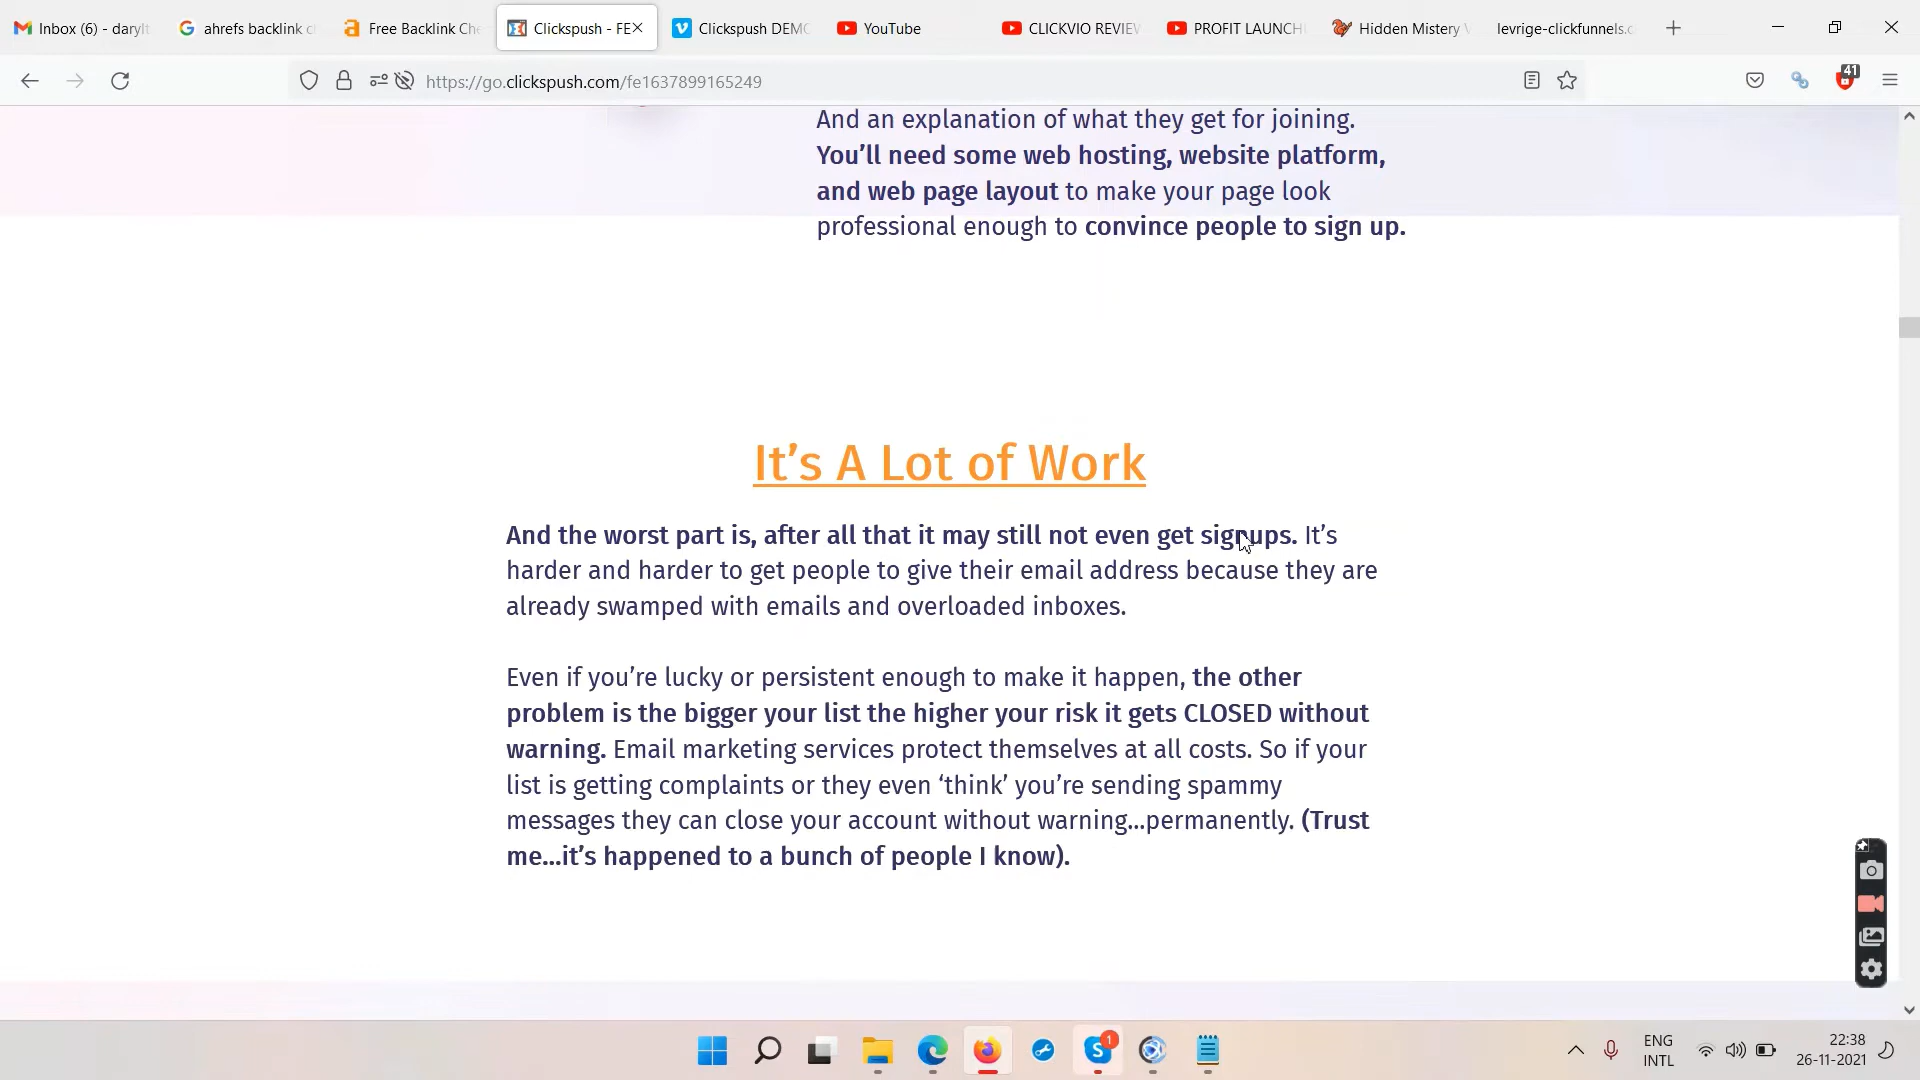 Inbox (6) - darylt
ahrefs backlink c
Free Backlink Che
Clickspush - FE
Clickspush DEMO
YouTube
CLICKVIO REVIEW
PROFIT LAUNCH
Hidden Mistery V
levrige-clickfunnels.c
https://go.clickspush.com/fe1637899165249
41
And an explanation of what they get for joining.
You’ll need some web hosting, website platform,
and web page layout to make your page look
professional enough to convince people to sign up.
It’s A Lot of Work
And the worst part is, after all that it may still not even get signups. It’s
harder and harder to get people to give their email address because they are
already swamped with emails and overloaded inboxes.
Even if you’re lucky or persistent enough to make it happen, the other
problem is the bigger your list the higher your risk it gets CLOSED without
warning. Email marketing services protect themselves at all costs. So if your
list is getting complaints or they even ‘think’ you’re sending spammy
messages they can close your account without warning...permanently. (Trust
me...it’s happened to a bunch of people I know).
1
ENG
INTL
22:38
26-11-2021